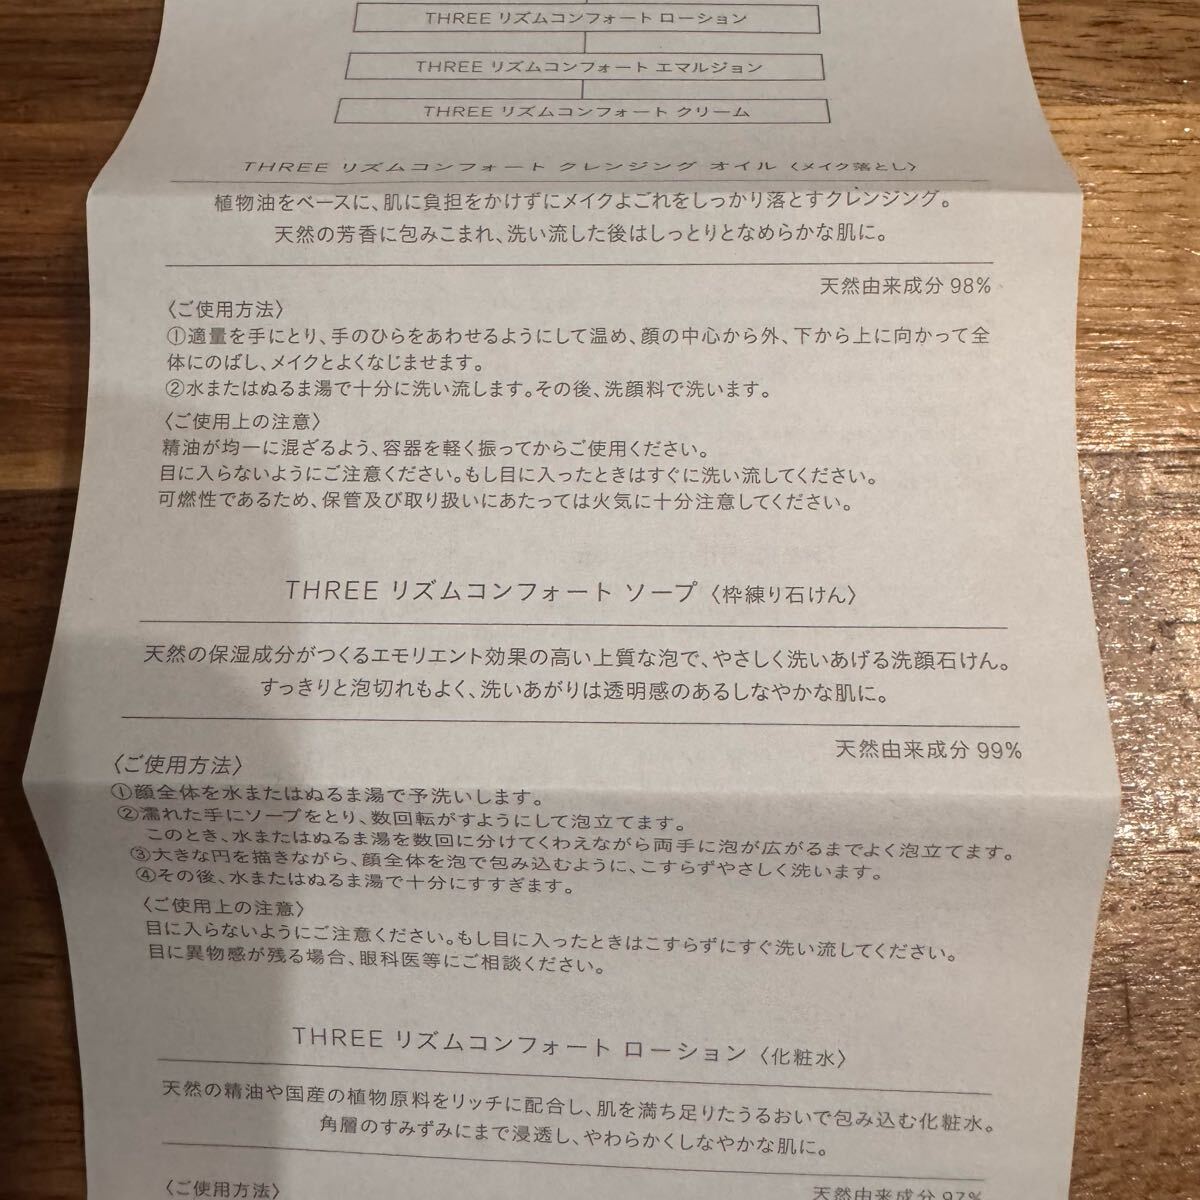 THREE リズムコンフォート ローション
THREE リズムコンフォート エマルジョン
THREE リズムコンフォート クリーム
THREE リズムコンフォート クレンジング オイル〈メイク落とし〉
植物油をベースに、肌に負担をかけずにメイクよごれをしっかり落とすクレンジング。
天然の芳香に包みこまれ、洗い流した後はしっとりとなめらかな肌に。
天然由来成分 98%
〈ご使用方法〉
①適量を手にとり、手のひらをあわせるようにして温め、顔の中心から外、下から上に向かって全
体にのばし、メイクとよくなじませます。
②水またはぬるま湯で十分に洗い流します。その後、洗顔料で洗います。
〈ご使用上の注意〉
精油が均一に混ざるよう、容器を軽く振ってからご使用ください。
目に入らないようにご注意ください。もし目に入ったときはすぐに洗い流してください。
可燃性であるため、保管及び取り扱いにあたっては火気に十分注意してください。
THREE リズムコンフォート ソープ〈枠練り石けん〉
天然の保湿成分がつくるエモリエント効果の高い上質な泡で、やさしく洗いあげる洗顔石けん。
すっきりと泡切れもよく、洗いあがりは透明感のあるしなやかな肌に。
天然由来成分 99%
〈ご使用方法〉
①顔全体を水またはぬるま湯で予洗いします。
②濡れた手にソープをとり、数回転がすようにして泡立てます。
このとき、水またはぬるま湯を数回に分けてくわえながら両手に泡が広がるまでよく泡立てます。
③大きな円を描きながら、顔全体を泡で包み込むように、こすらずやさしく洗います。
④その後、水またはぬるま湯で十分にすすぎます。
〈ご使用上の注意〉
目に入らないようにご注意ください。もし目に入ったときはこすらずにすぐ洗い流してください。
目に異物感が残る場合、眼科医等にご相談ください。
THREE リズムコンフォート ローション〈化粧水〉
天然の精油や国産の植物原料をリッチに配合し、肌を満ち足りたうるおいで包み込む化粧水。
角層のすみずみにまで浸透し、やわらかくしなやかな肌に。
天然由来成分 97%
〈ご使用方法〉